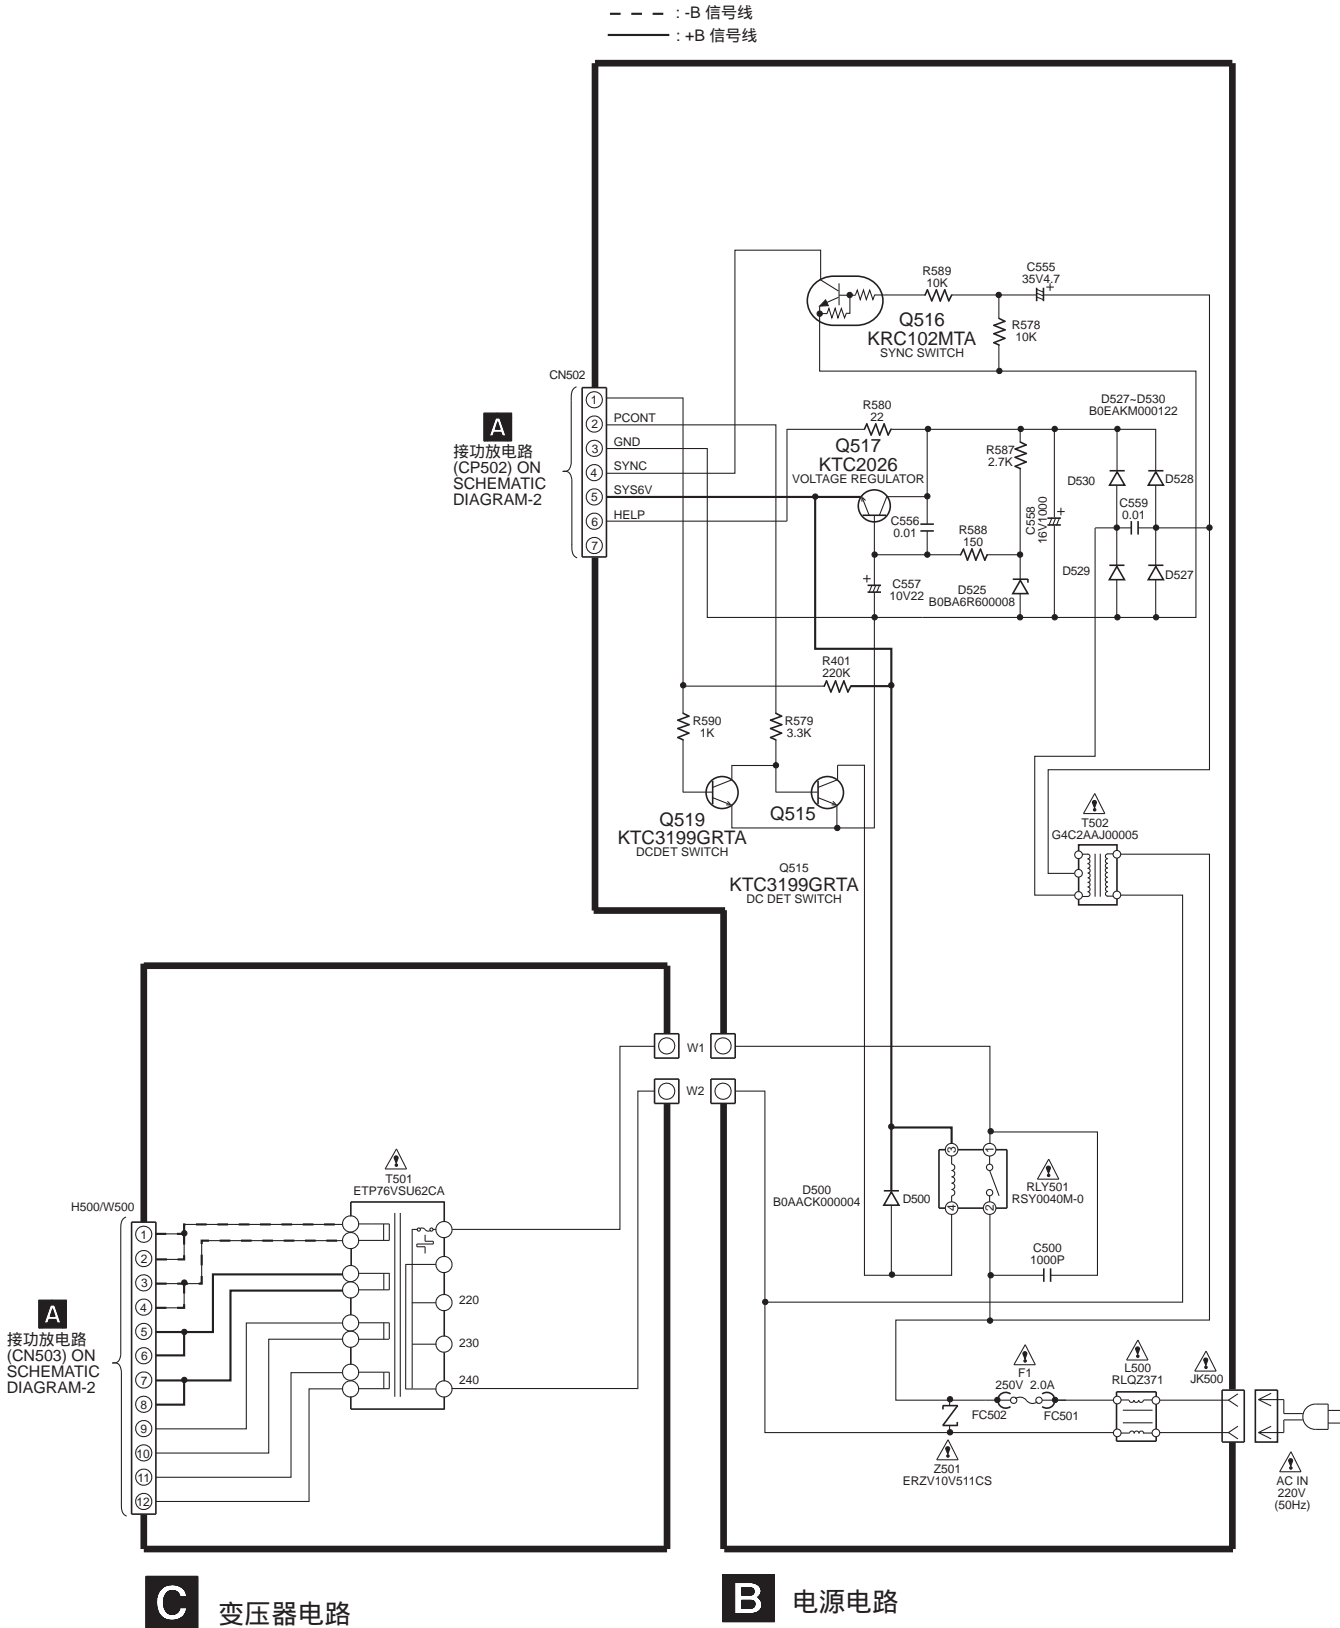 : -B 信号线
: +B 信号线
R589
10K
C555
35V4.7
+
Q516
KRC102MTA
SYNC SWITCH
R578
10K
CN502
A
接功放电路
(CP502) ON
SCHEMATIC
DIAGRAM-2
1
2
PCONT
3
GND
4
SYNC
5
SYS6V
6
HELP
7
R580
22
Q517
KTC2026
VOLTAGE REGULATOR
R587
2.7K
D527~D530
B0EAKM000122
D530
D528
C559
0.01
C558
16V1000
+
C556
0.01
R588
150
D529
D527
+
C557
10V22
D525
B0BA6R600008
R401
220K
R590
1K
R579
3.3K
Q519
KTC3199GRTA
DCDET SWITCH
Q515
Q515
KTC3199GRTA
DC DET SWITCH
T502
G4C2AAJ00005
W1
W2
T501
ETP76VSU62CA
D500
B0AACK000004
D500
3
1
4
2
RLY501
RSY0040M-0
C500
1000P
H500/W500
A
接功放电路
(CN503) ON
SCHEMATIC
DIAGRAM-2
1
2
3
4
5
6
7
8
9
10
11
12
220
230
240
F1
250V 2.0A
FC502
FC501
L500
RLQZ371
JK500
Z501
ERZV10V511CS
AC IN
220V
(50Hz)
C 变压器电路
B 电源电路